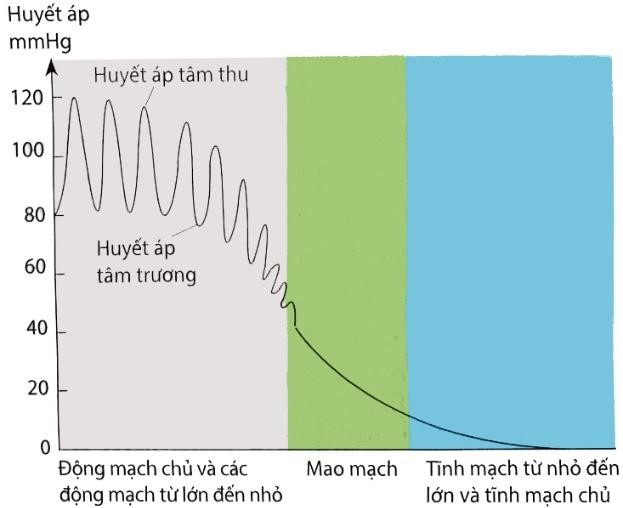 Huyết áp
mmHg
Huyết áp tâm thu
120
100
80
Huyết áp
tâm trương
60
40
20
0
Động mạch chủ và các
động mạch từ lớn đến nhỏ
Mao mạch
Tĩnh mạch từ nhỏ đến
lớn và tĩnh mạch chủ